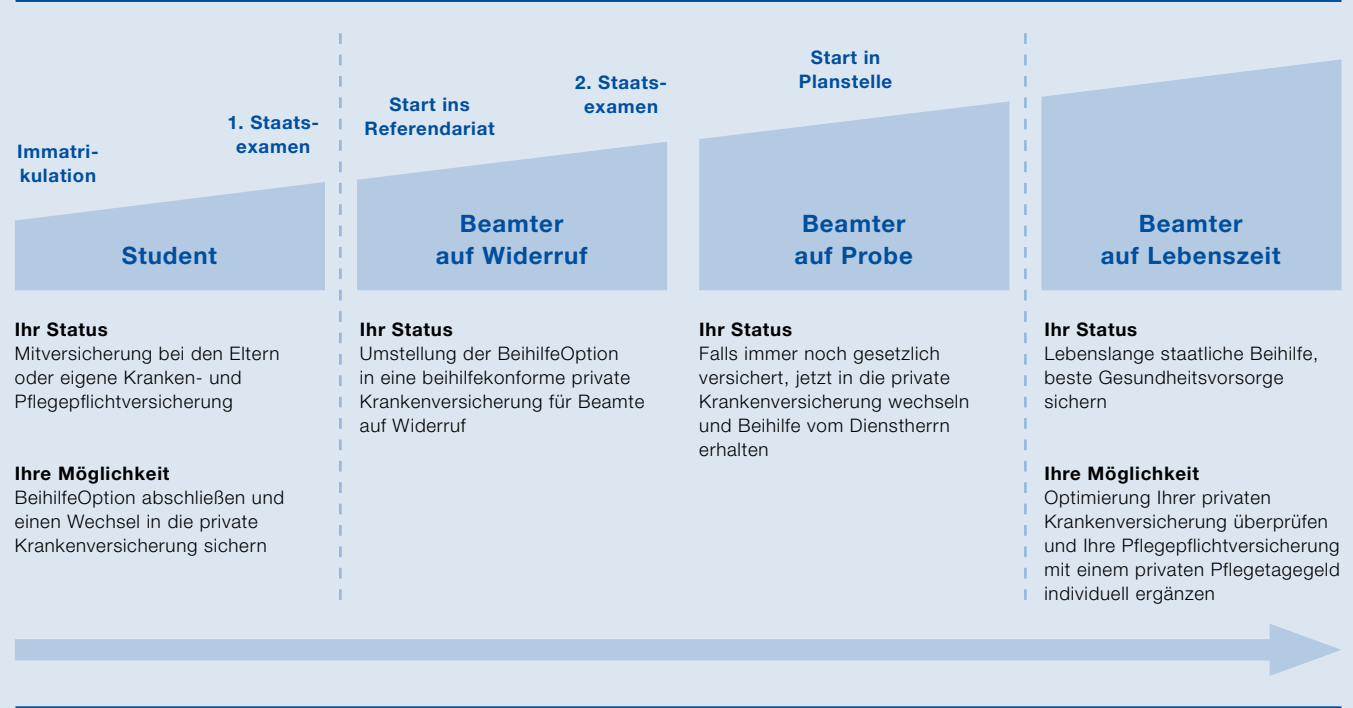 Immatri-
kulation
1. Staats-
examen
Start ins
Referendariat
2. Staats-
examen
Start in
Planstelle
Student
Beamter
auf Widerruf
Beamter
auf Probe
Beamter
auf Lebenszeit
Ihr Status
Mitversicherung bei den Eltern
oder eigene Kranken- und
Pflegepflichtversicherung
Ihre Möglichkeit
BeihilfeOption abschließen und
einen Wechsel in die private
Krankenversicherung sichern
Ihr Status
Umstellung der BeihilfeOption
in eine beihilfekonforme private
Krankenversicherung für Beamte
auf Widerruf
Ihr Status
Falls immer noch gesetzlich
versichert, jetzt in die private
Krankenversicherung wechseln
und Beihilfe vom Dienstherrn
erhalten
Ihr Status
Lebenslange staatliche Beihilfe,
beste Gesundheitsvorsorge
sichern
Ihre Möglichkeit
Optimierung Ihrer privaten
Krankenversicherung überprüfen
und Ihre Pflegepflichtversicherung
mit einem privaten Pflegetagegeld
individuell ergänzen